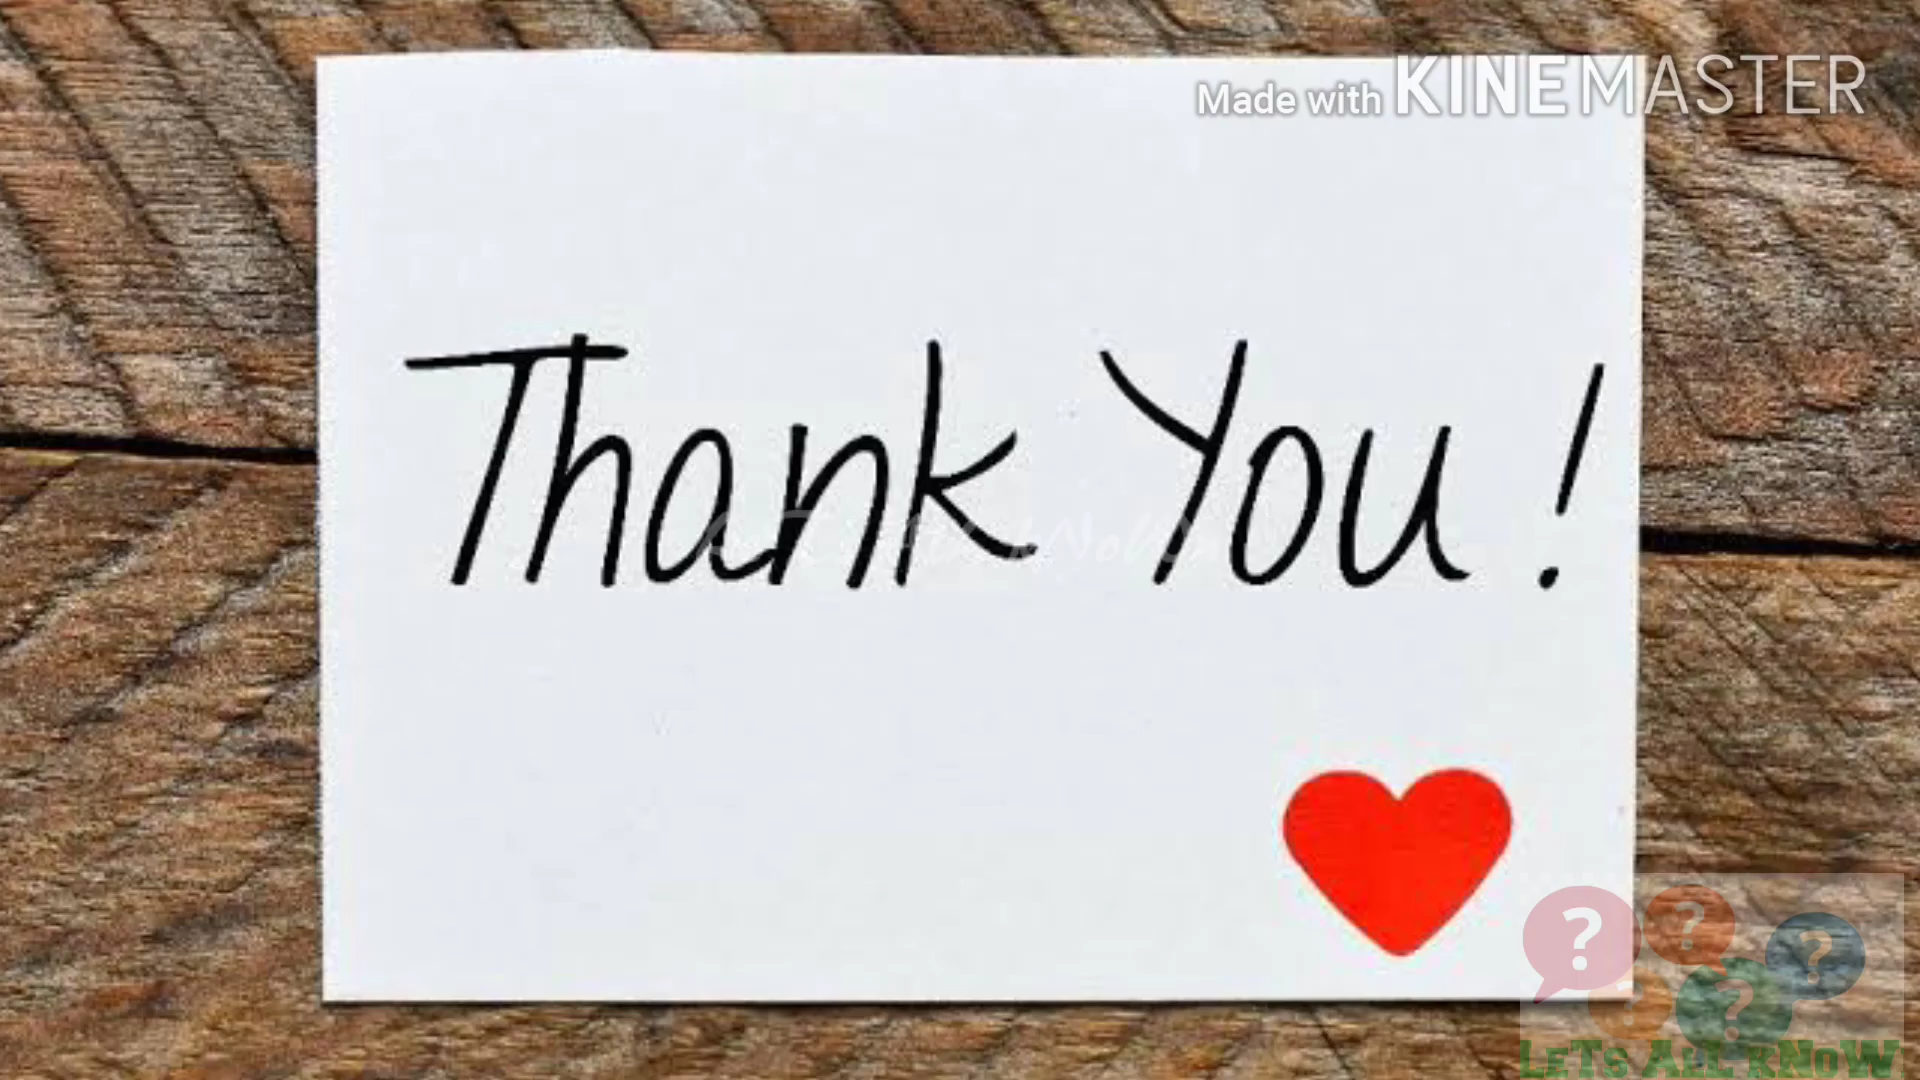 Made with KINEMASTER
Thank You!
? ? ?
? ?
LeTs ALL kNoW